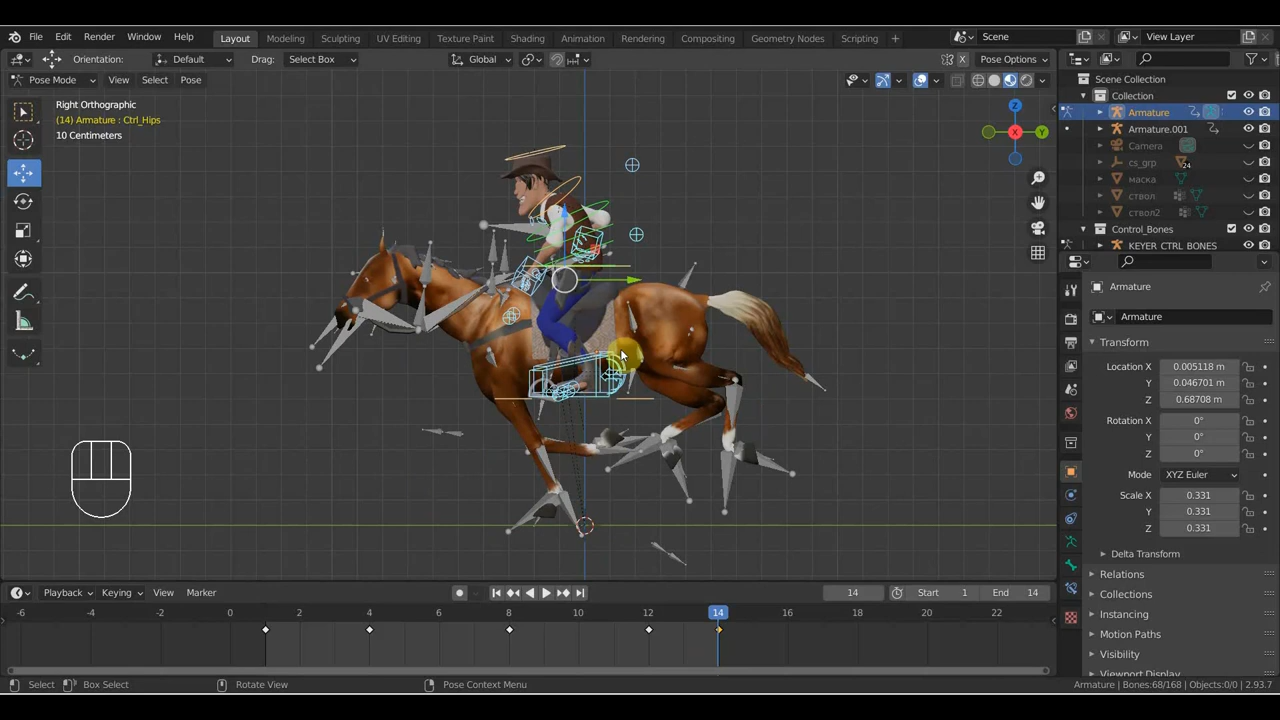 File Edit Render Window Help Layout Modeling Sculpting UV Editing Texture Paint Shading Animation Rendering Compositing Geometry Nodes Scripting + Scene View Layer
Orientation: Default Drag: Select Box Global X Pose Options
Pose Mode View Select Pose
Right Orthographic
(14) Armature : Ctrl_Hips
10 Centimeters
Z
X
Y
Scene Collection
Collection
Armature
Armature.001
Camera
cs_grp 24
маска
ствол
ствол2
Control_Bones
KEYER_CTRL_BONES
Armature
Armature
Transform
Location X 0.005118 m
Y 0.046701 m
Z 0.68708 m
Rotation X 0°
Y 0°
Z 0°
Mode XYZ Euler
Scale X 0.331
Y 0.331
Z 0.331
Delta Transform
Relations
Collections
Instancing
Motion Paths
Visibility
Viewport Display
Playback Keying View Marker 14 Start 1 End 14
-6 -4 -2 0 2 4 6 8 10 12 14 16 18 20 22
Select Box Select Rotate View Pose Context Menu Armature | Bones:68/168 | Objects:0/0 | 2.93.7